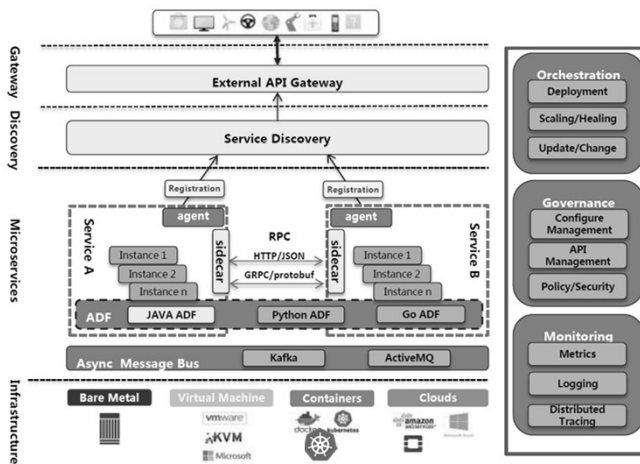 Gateway
External API Gateway
Discovery
Service Discovery
Registration
Registration
Microservices
Service A
agent
Instance 1
Instance 2
Instance n
sidecar
RPC
HTTP/JSON
GRPC/protobuf
sidecar
agent
Service B
Instance 1
Instance 2
Instance n
ADF
JAVA ADF
Python ADF
Go ADF
Async Message Bus
Kafka
ActiveMQ
Infrastructure
Bare Metal
Virtual Machine
Containers
Clouds
vmware
KVM
Microsoft
docker
kubernetes
amazon
Orchestration
Deployment
Scaling/Healing
Update/Change
Governance
Configure
Management
API
Management
Policy/Security
Monitoring
Metrics
Logging
Distributed
Tracing